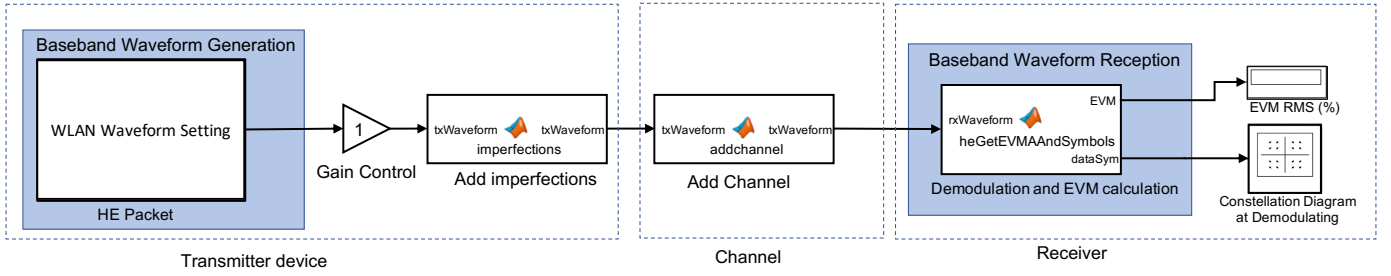 Baseband Waveform Generation
WLAN Waveform Setting
HE Packet
1
Gain Control
txWaveform txWaveform
imperfections
Add imperfections
Transmitter device
txWaveform txWaveform
addchannel
Add Channel
Channel
Baseband Waveform Reception
EVM
rxWaveform
heGetEVMAAndSymbols
dataSym
Demodulation and EVM calculation
EVM RMS (%)
Constellation Diagram
at Demodulating
Receiver